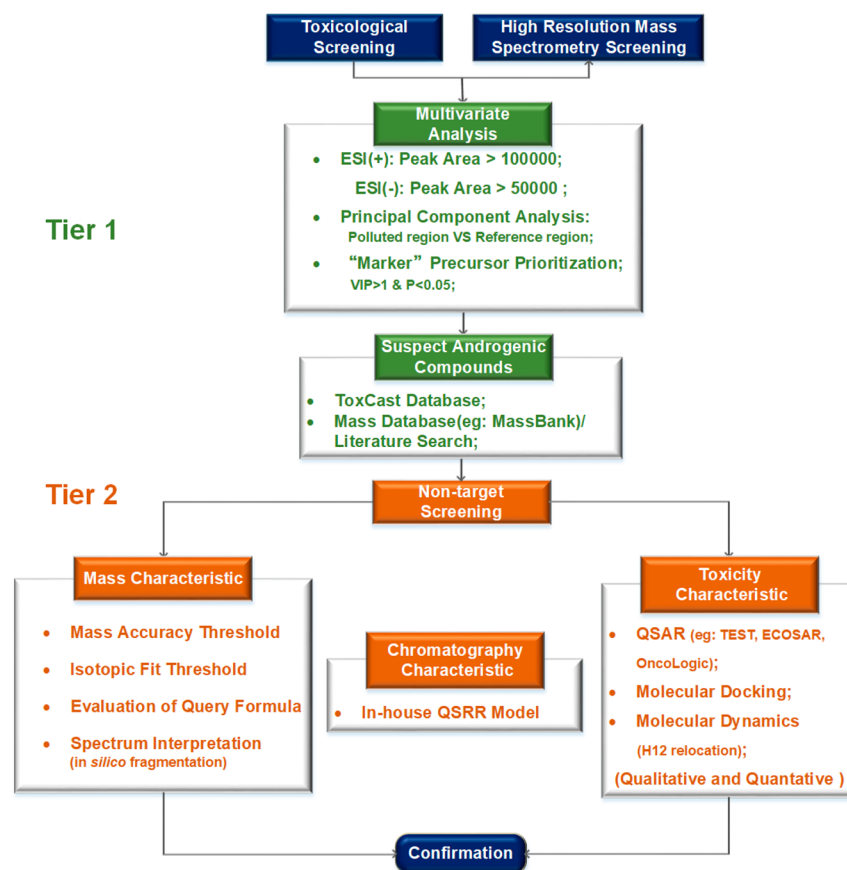 Toxicological
Screening
High Resolution Mass
Spectrometry Screening
Multivariate
Analysis
• ESI(+): Peak Area > 100000;
ESI(-): Peak Area > 50000 ;
• Principal Component Analysis:
Polluted region VS Reference region;
• “Marker” Precursor Prioritization;
VIP>1 & P<0.05;
Tier 1
Suspect Androgenic
Compounds
• ToxCast Database;
• Mass Database(eg: MassBank)/
Literature Search;
Tier 2
Non-target
Screening
Mass Characteristic
• Mass Accuracy Threshold
• Isotopic Fit Threshold
• Evaluation of Query Formula
• Spectrum Interpretation
(in silico fragmentation)
Chromatography
Characteristic
• In-house QSRR Model
Toxicity
Characteristic
• QSAR (eg: TEST, ECOSAR,
OncoLogic);
• Molecular Docking;
• Molecular Dynamics
(H12 relocation);
(Qualitative and Quantative )
Confirmation